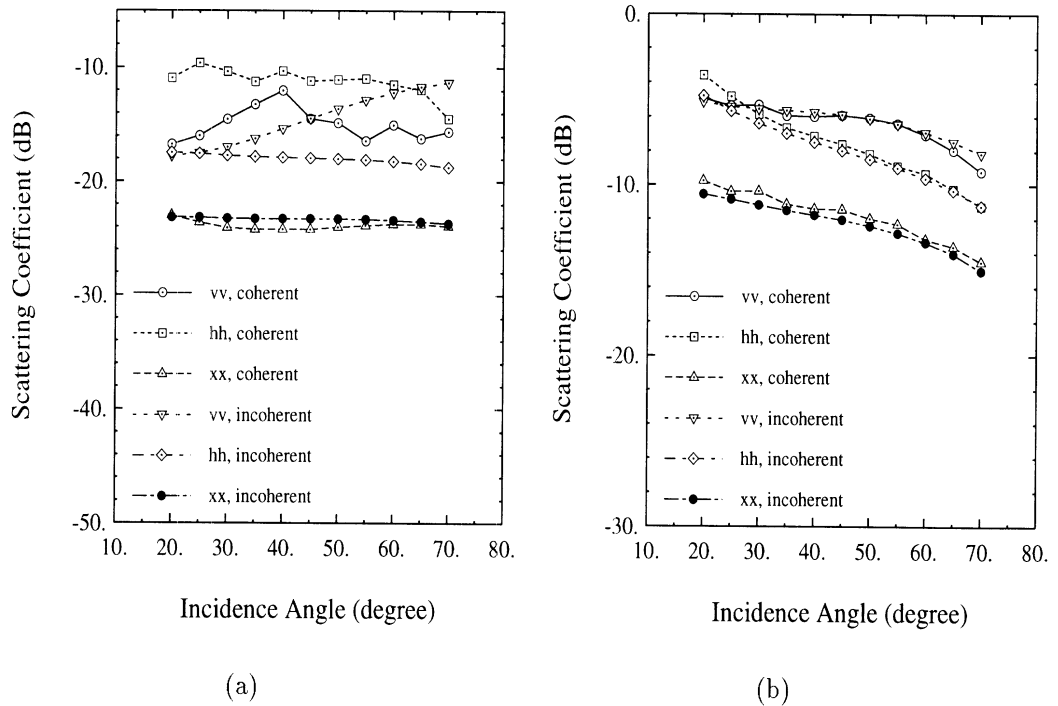 -10.
-20.
-30.
-40.
-50.
10.
20.
30.
40.
50.
60.
70.
80.
Scattering Coefficient (dB)
vv, coherent
hh, coherent
xx, coherent
vv, incoherent
hh, incoherent
xx, incoherent
Incidence Angle (degree)
(a)
0.
-10.
-20.
-30.
10.
20.
30.
40.
50.
60.
70.
80.
Scattering Coefficient (dB)
vv, coherent
hh, coherent
xx, coherent
vv, incoherent
hh, incoherent
xx, incoherent
Incidence Angle (degree)
(b)